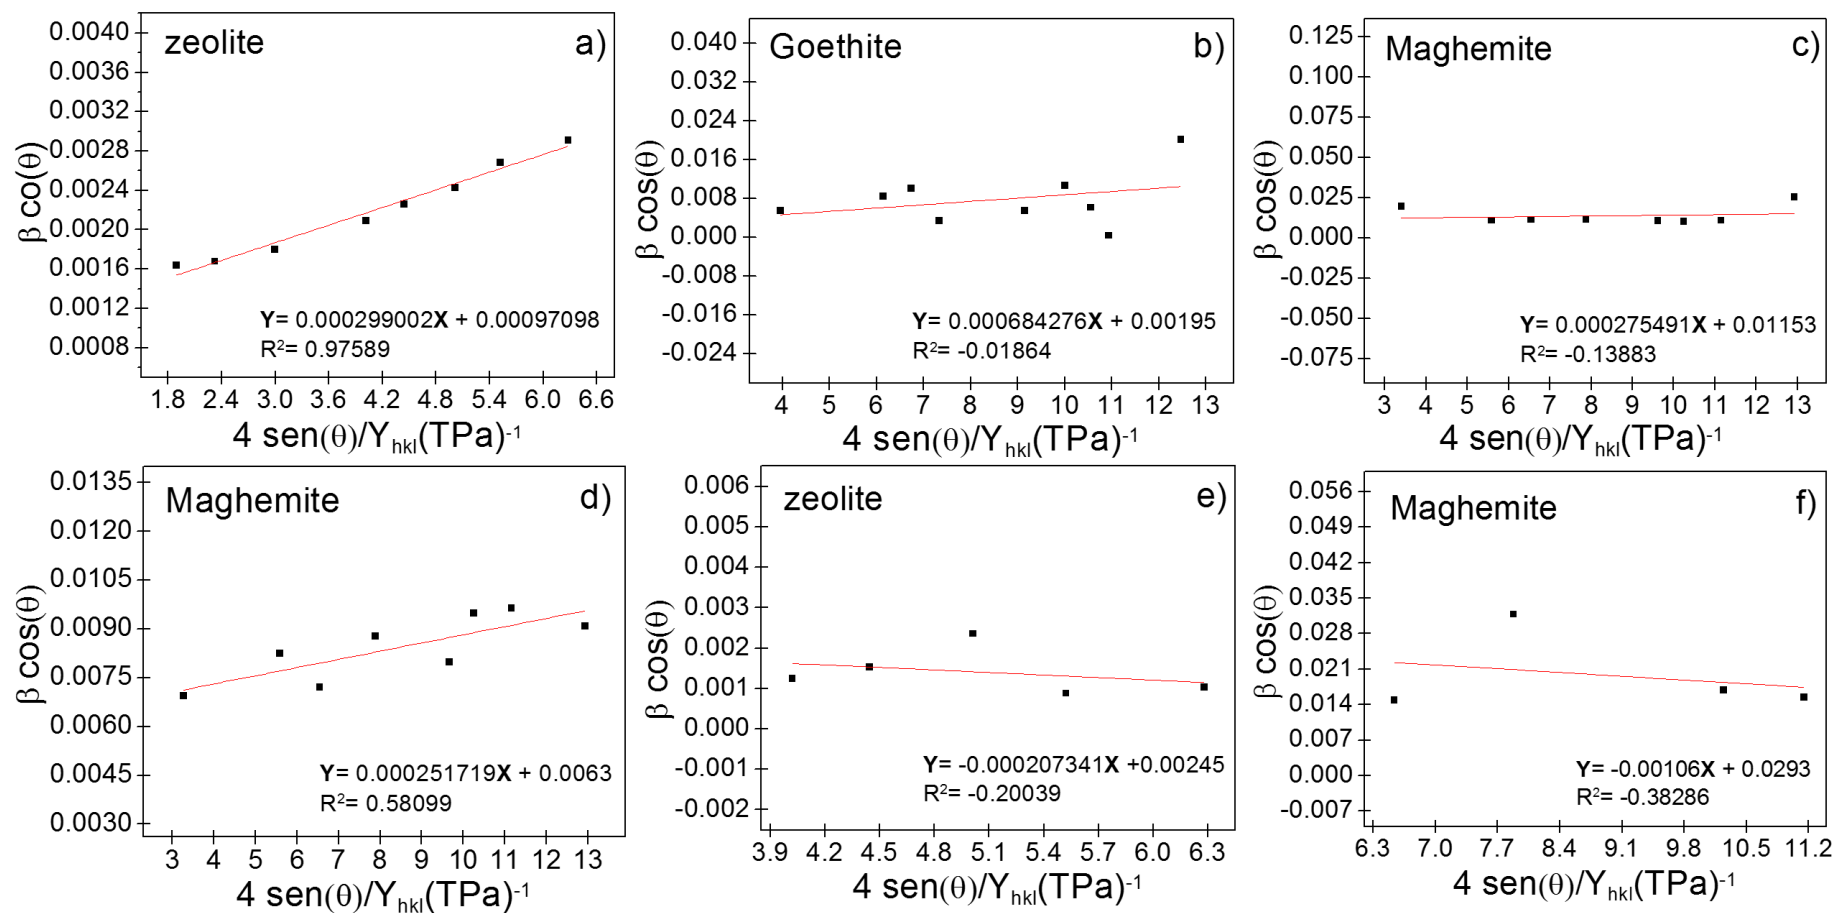 zeolite
a)
β co(θ)
0.0040
0.0036
0.0032
0.0028
0.0024
0.0020
0.0016
0.0012
0.0008
Y= 0.000299002X + 0.00097098
R²= 0.97589
1.8 2.4 3.0 3.6 4.2 4.8 5.4 6.0 6.6
4 sen(θ)/Yhkl(TPa)-1
Goethite
b)
β cos(θ)
0.040
0.032
0.024
0.016
0.008
0.000
-0.008
-0.016
-0.024
Y= 0.000684276X + 0.00195
R²= -0.01864
4 5 6 7 8 9 10 11 12 13
4 sen(θ)/Yhkl(TPa)-1
Maghemite
c)
β cos(θ)
0.125
0.100
0.075
0.050
0.025
0.000
-0.025
-0.050
-0.075
Y= 0.000275491X + 0.01153
R²= -0.13883
3 4 5 6 7 8 9 10 11 12 13
4 sen(θ)/Yhkl(TPa)-1
Maghemite
d)
β cos(θ)
0.0135
0.0120
0.0105
0.0090
0.0075
0.0060
0.0045
0.0030
Y= 0.000251719X + 0.0063
R²= 0.58099
3 4 5 6 7 8 9 10 11 12 13
4 sen(θ)/Yhkl(TPa)-1
zeolite
e)
β cos(θ)
0.006
0.005
0.004
0.003
0.002
0.001
0.000
-0.001
-0.002
Y= -0.000207341X +0.00245
R²= -0.20039
3.9 4.2 4.5 4.8 5.1 5.4 5.7 6.0 6.3
4 sen(θ)/Yhkl(TPa)-1
Maghemite
f)
β cos(θ)
0.056
0.049
0.042
0.035
0.028
0.021
0.014
0.007
0.000
-0.007
Y= -0.00106X + 0.0293
R²= -0.38286
6.3 7.0 7.7 8.4 9.1 9.8 10.5 11.2
4 sen(θ)/Yhkl(TPa)-1